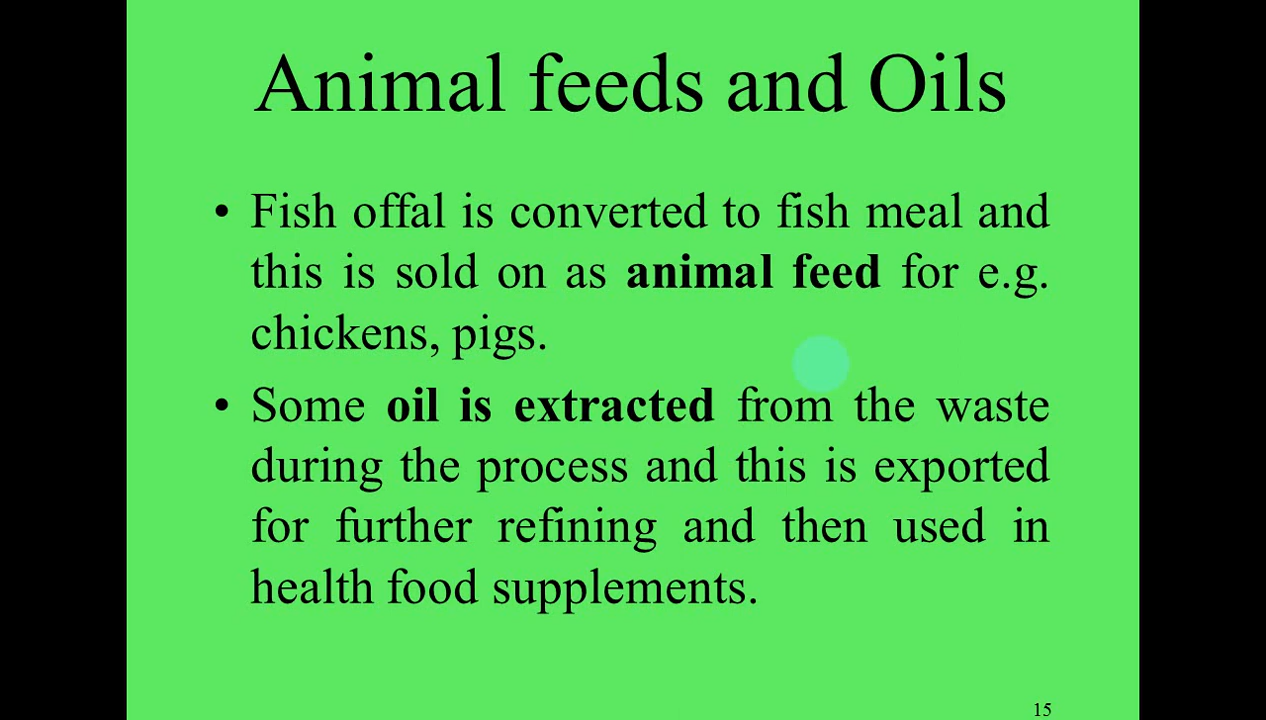 Animal feeds and Oils
• Fish offal is converted to fish meal and
this is sold on as animal feed for e.g.
chickens, pigs.
• Some oil is extracted from the waste
during the process and this is exported
for further refining and then used in
health food supplements.
15